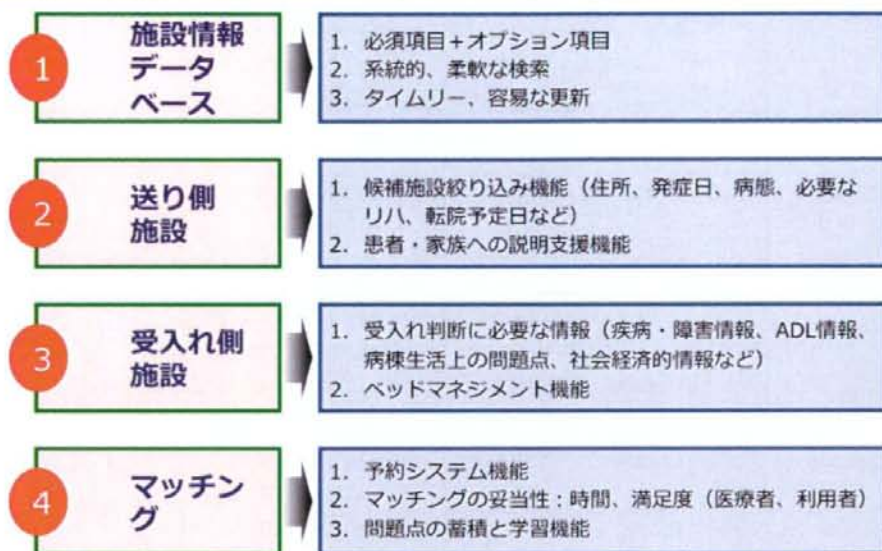 1
施設情報
データ
ベース
1. 必須項目＋オプション項目
2. 系統的、柔軟な検索
3. タイムリー、容易な更新
2
送り側
施設
1. 候補施設絞り込み機能（住所、発症日、病態、必要な
リハ、転院予定日など）
2. 患者・家族への説明支援機能
3
受入れ側
施設
1. 受入れ判断に必要な情報（疾病・障害情報、ADL情報、
病棟生活上の問題点、社会経済的情報など）
2. ベッドマネジメント機能
4
マッチン
グ
1. 予約システム機能
2. マッチングの妥当性：時間、満足度（医療者、利用者）
3. 問題点の蓄積と学習機能